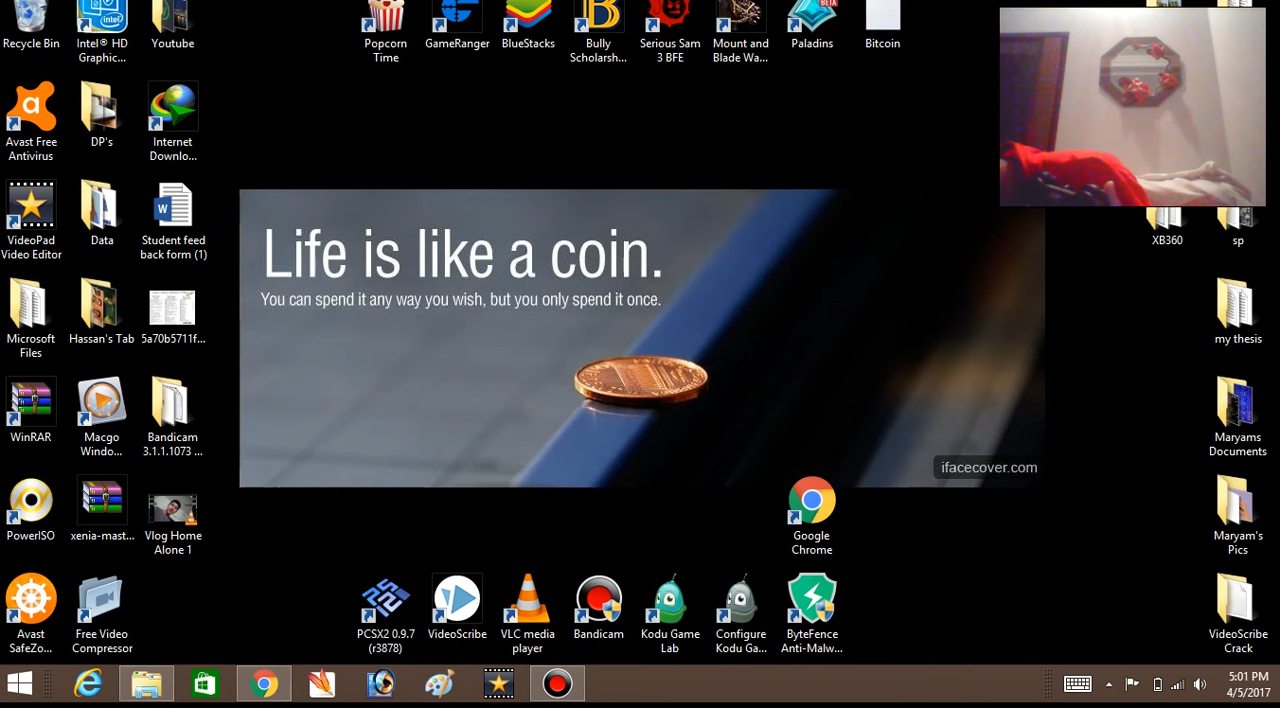 Recycle Bin
Intel® HD
Graphic...
Youtube
Popcorn
Time
GameRanger
BlueStacks
Bully
Scholarsh...
Serious Sam
3 BFE
Mount and
Blade Wa...
BETA
Paladins
Bitcoin
Avast Free
Antivirus
DP's
Internet
Downlo...
VideoPad
Video Editor
Data
Student feed
back form (1)
XB360
sp
Life is like a coin.
You can spend it any way you wish, but you only spend it once.
ifacecover.com
Microsoft
Files
Hassan's Tab
5a70b5711f...
my thesis
WinRAR
Macgo
Windo...
Bandicam
3.1.1.1073 ...
Maryams
Documents
PowerISO
xenia-mast...
Vlog Home
Alone 1
Google
Chrome
Maryam's
Pics
Avast
SafeZo...
Free Video
Compressor
PCSX2 0.9.7
(r3878)
VideoScribe
VLC media
player
Bandicam
Kodu Game
Lab
Configure
Kodu Ga...
ByteFence
Anti-Malw...
VideoScribe
Crack
5:01 PM
4/5/2017